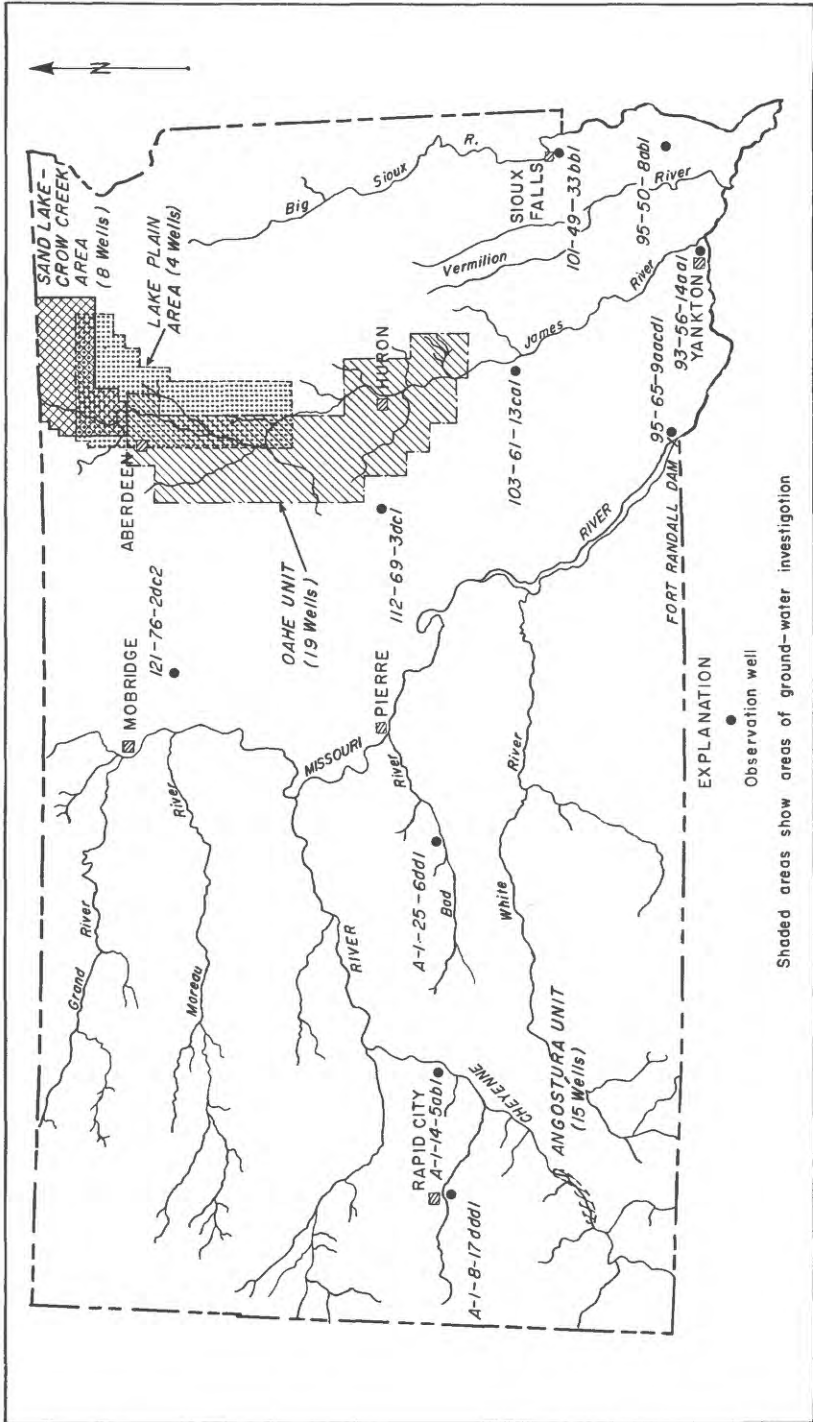 N
SAND LAKE-
CROW CREEK
AREA
(8 Wells)
LAKE PLAIN
AREA (4 Wells)
ABERDEEN
MOBRIDGE
121-76-2dc2
Grand
River
Moreau
River
OAHE UNIT
(19 Wells)
HURON
112-69-3dc1
PIERRE
MISSOURI
RIVER
Big
Sioux
R.
SIOUX
FALLS
101-49-33bb1
Vermilion
River
95-50-8ab1
James
River
103-61-13ca1
93-56-14aa1
YANKTON
95-65-9aacd1
FORT RANDALL DAM
RIVER
River
Bad
A-1-25-6dd1
White
River
RAPID CITY
A-1-14-5ab1
A-1-8-17ddd1
CHEYENNE
ANGOSTURA UNIT
(15 Wells)
EXPLANATION
Observation well
Shaded areas show areas of ground-water investigation